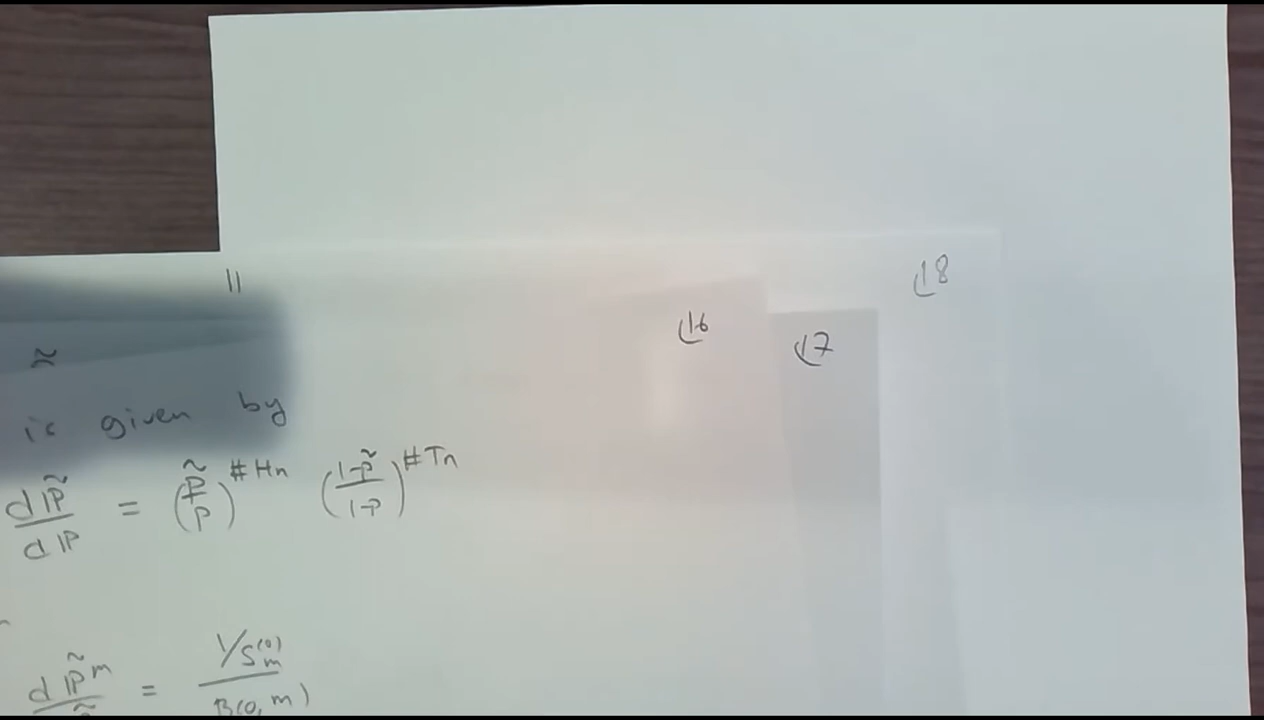 11
(18
(16
(17
≈
is given by
dℙ̃/dℙ = (p̃/p)^#Hn ((1-p̃)/(1-p))^#Tn
dℙ̃^m/ = (1/S_m^(0))/B(0,m)